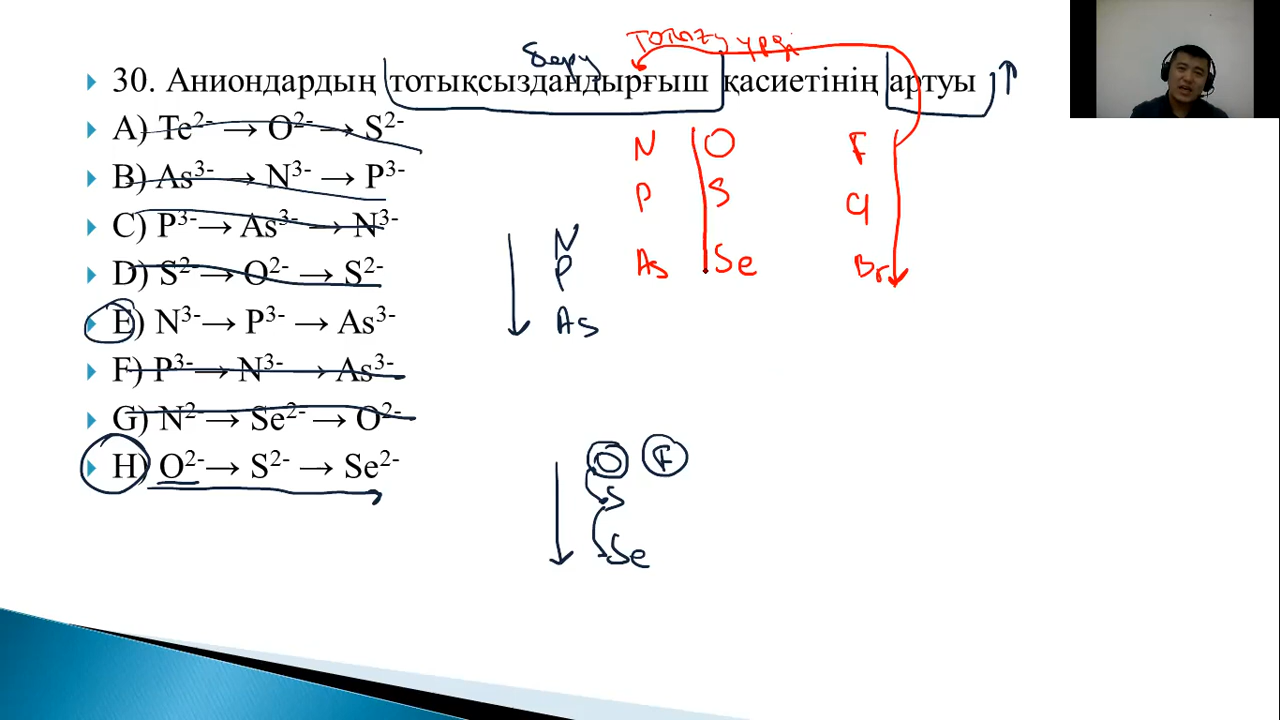 беру
30. Аниондардың тотықсыздандырғыш қасиетінің артуы
A) Te²⁻ → O²⁻ → S²⁻
B) As³⁻ → N³⁻ → P³⁻
C) P³⁻ → As³⁻ → N³⁻
D) S²⁻ → O²⁻ → S²⁻
E) N³⁻ → P³⁻ → As³⁻
F) P³⁻ → N³⁻ → As³⁻
G) N²⁻ → Se²⁻ → O²⁻
H) O²⁻ → S²⁻ → Se²⁻
N O F
P S Cl
As Se Br
N
P
As
O F
S
Se